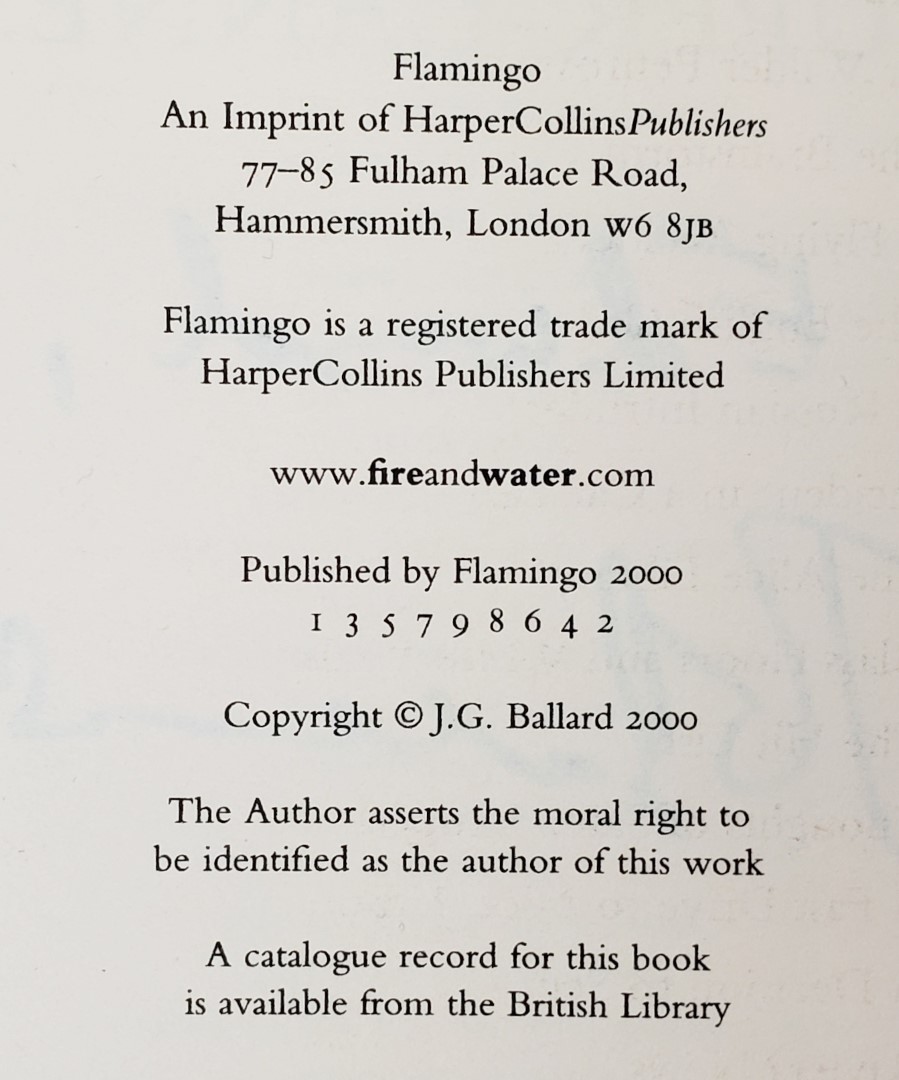 Flamingo
An Imprint of HarperCollinsPublishers
77–85 Fulham Palace Road,
Hammersmith, London W6 8JB
Flamingo is a registered trade mark of
HarperCollins Publishers Limited
www.fireandwater.com
Published by Flamingo 2000
1 3 5 7 9 8 6 4 2
Copyright © J.G. Ballard 2000
The Author asserts the moral right to
be identified as the author of this work
A catalogue record for this book
is available from the British Library